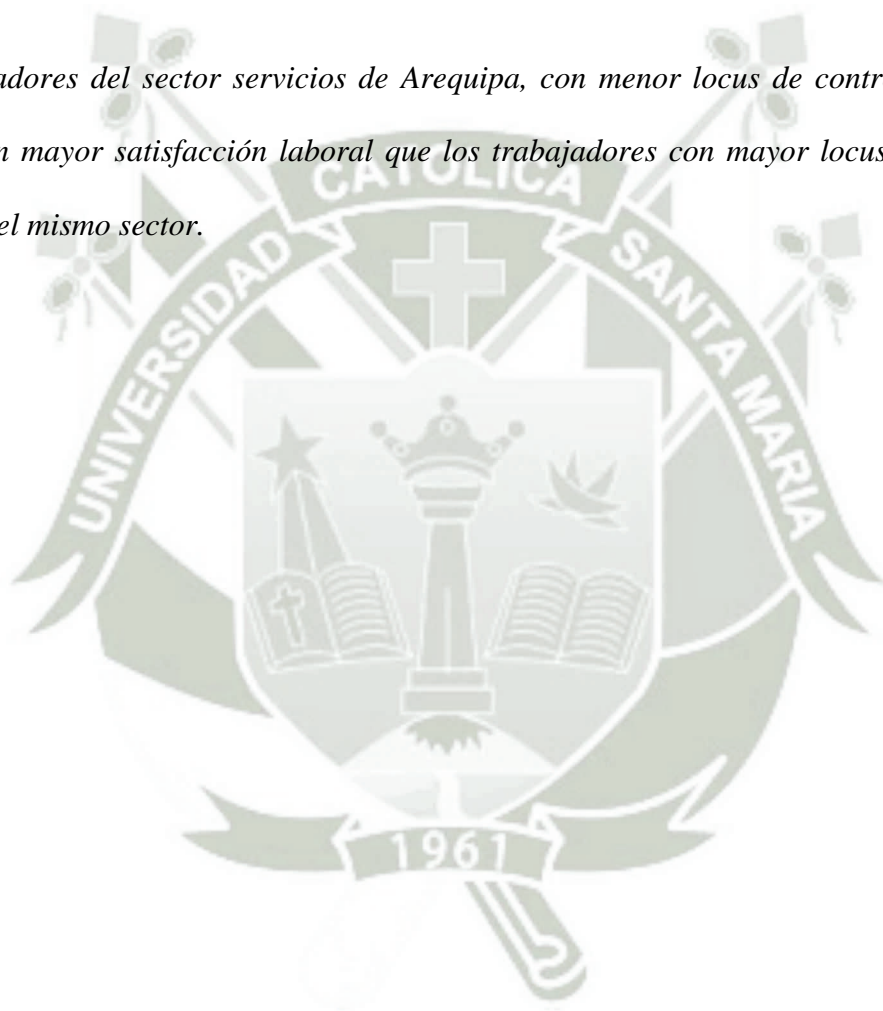 adores del sector servicios de Arequipa, con menor locus de contr
mayor satisfacción laboral que los trabajadores con mayor locus
el mismo sector.
UNIVERSIDAD CATOLICA SANTA MARIA
1961